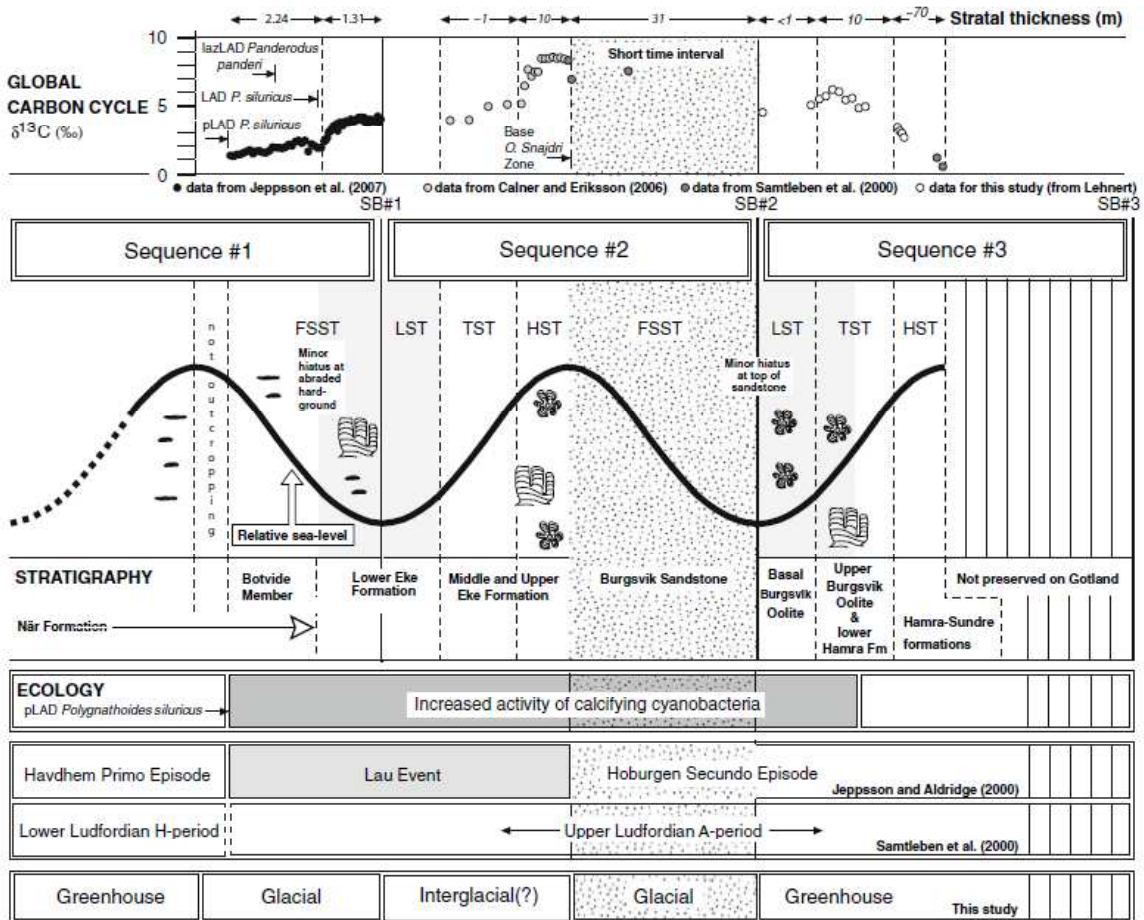 2.24 1.31 ~1 10 31 <1 10 ~70 Stratal thickness (m)
10
5
0
GLOBAL
CARBON CYCLE
δ¹³C (‰)
lazLAD Panderodus
panderi
LAD P. siluricus
pLAD P. siluricus
Base
O. Snajdri
Zone
Short time interval
data from Jeppsson et al. (2007) data from Calner and Eriksson (2006) data from Samtleben et al. (2000) data for this study (from Lehnert)
SB#1 SB#2 SB#3
Sequence #1 Sequence #2 Sequence #3
not outcropping
FSST LST TST HST FSST LST TST HST
Minor
hiatus at
abraded
hard-
ground
Minor hiatus
at top of
sandstone
Relative sea-level
STRATIGRAPHY
När Formation
Botvide
Member
Lower Eke
Formation
Middle and Upper
Eke Formation
Burgsvik Sandstone
Basal
Burgsvik
Oolite
Upper
Burgsvik
Oolite
&
lower
Hamra Fm
Hamra-Sundre
formations
Not preserved on Gotland
ECOLOGY
pLAD Polygnathoides siluricus
Increased activity of calcifying cyanobacteria
Havdhem Primo Episode Lau Event Hoburgen Secundo Episode
Jeppsson and Aldridge (2000)
Lower Ludfordian H-period Upper Ludfordian A-period
Samtleben et al. (2000)
Greenhouse Glacial Interglacial(?) Glacial Greenhouse
This study